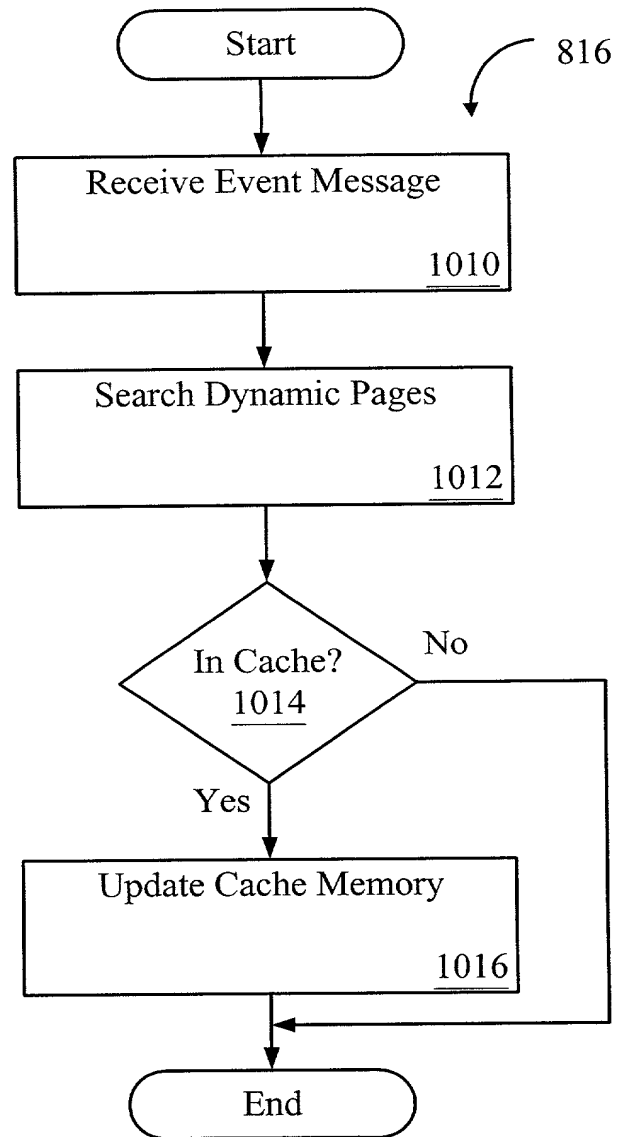 Start
816
Receive Event Message
1010
Search Dynamic Pages
1012
In Cache?
1014
No
Yes
Update Cache Memory
1016
End